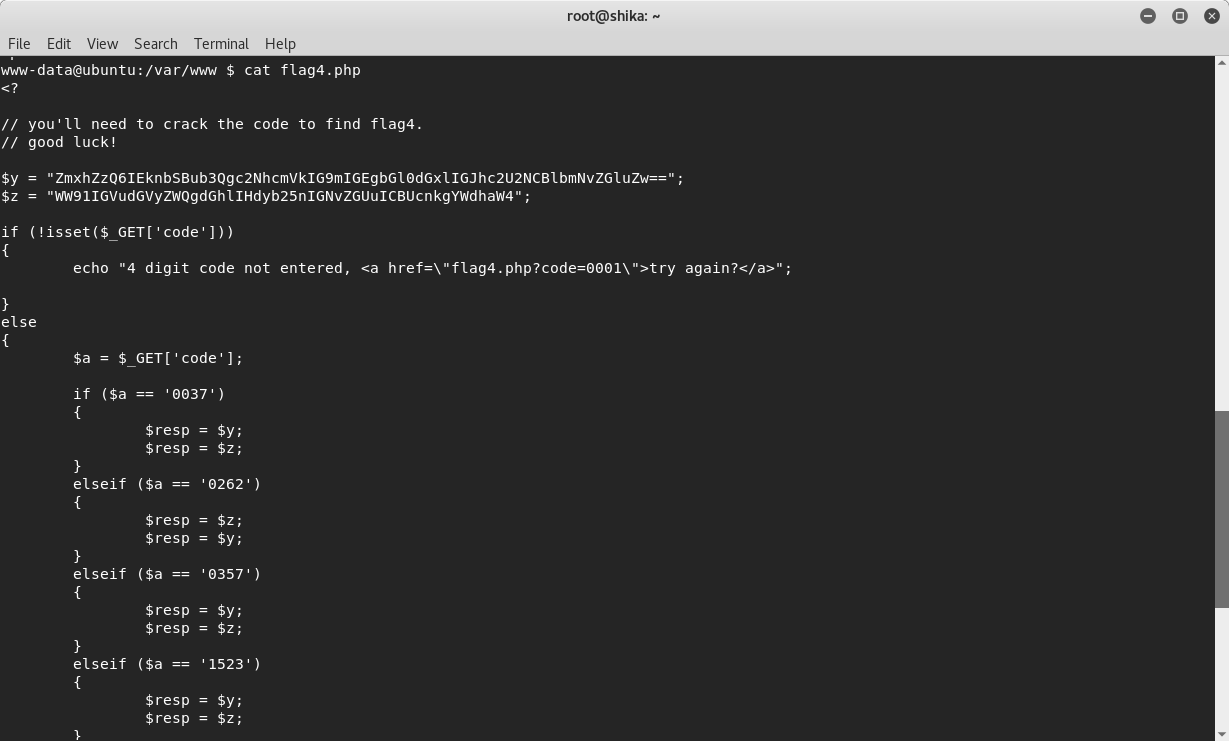 root@shika: ~
File Edit View Search Terminal Help
www-data@ubuntu:/var/www $ cat flag4.php
<?
// you'll need to crack the code to find flag4.
// good luck!
$y = "ZmxhZzQ6IEknbSBub3Qgc2NhcmVkIG9mIGEgbGl0dGxlIGJhc2U2NCBlbmNvZGluZw==";
$z = "WW91IGVudGVyZWQgdGhlIHdyb25nIGNvZGUuICBUcnkgYWdhaW4";
if (!isset($_GET['code']))
{
echo "4 digit code not entered, <a href=\"flag4.php?code=0001\">try again?</a>";
}
else
{
$a = $_GET['code'];
if ($a == '0037')
{
$resp = $y;
$resp = $z;
}
elseif ($a == '0262')
{
$resp = $z;
$resp = $y;
}
elseif ($a == '0357')
{
$resp = $y;
$resp = $z;
}
elseif ($a == '1523')
{
$resp = $y;
$resp = $z;
}